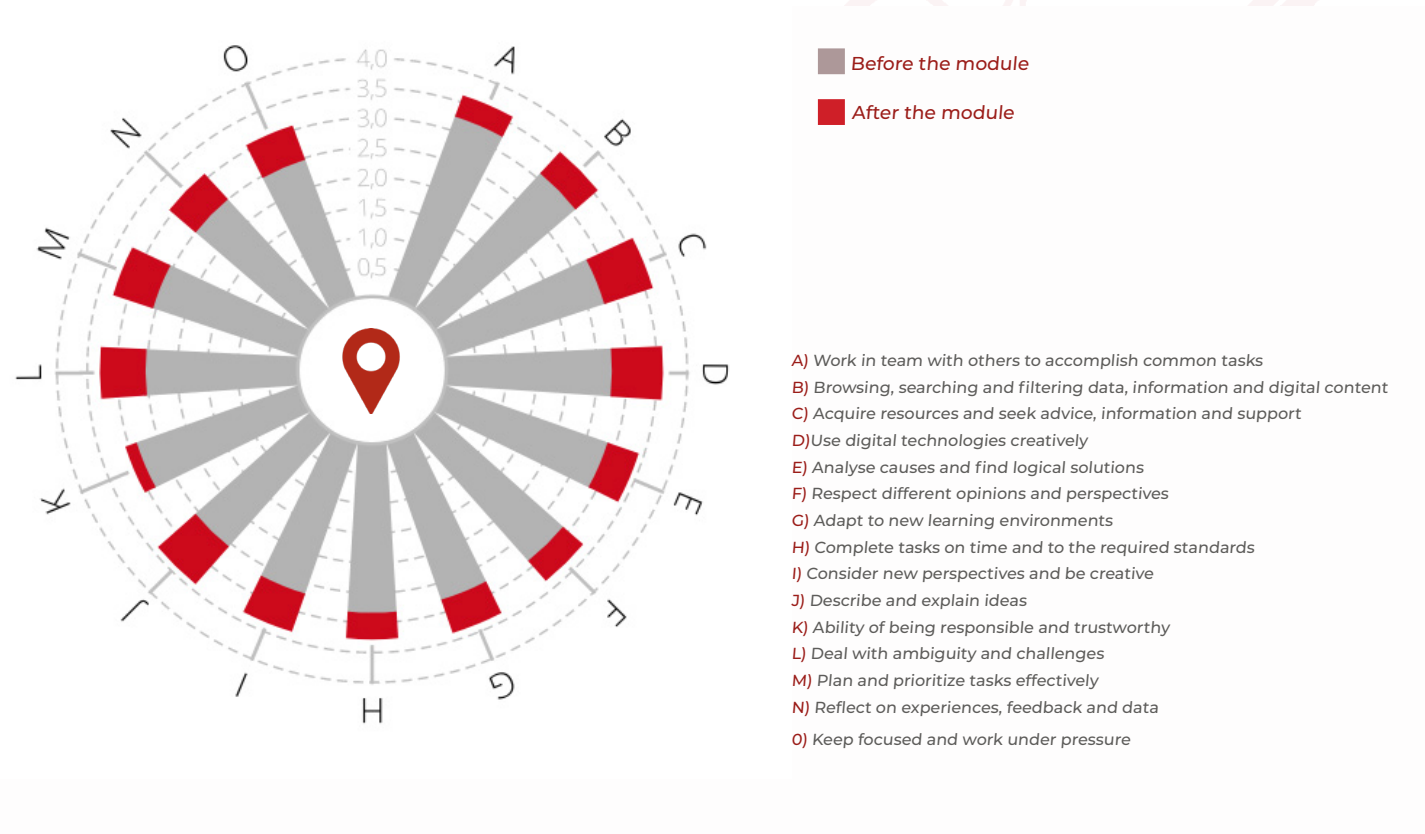 4,0
3,5
3,0
2,5
2,0
1,5
1,0
0,5
A
B
C
D
E
F
G
H
I
J
K
L
M
N
O
Before the module
After the module
A) Work in team with others to accomplish common tasks
B) Browsing, searching and filtering data, information and digital content
C) Acquire resources and seek advice, information and support
D)Use digital technologies creatively
E) Analyse causes and find logical solutions
F) Respect different opinions and perspectives
G) Adapt to new learning environments
H) Complete tasks on time and to the required standards
I) Consider new perspectives and be creative
J) Describe and explain ideas
K) Ability of being responsible and trustworthy
L) Deal with ambiguity and challenges
M) Plan and prioritize tasks effectively
N) Reflect on experiences, feedback and data
0) Keep focused and work under pressure